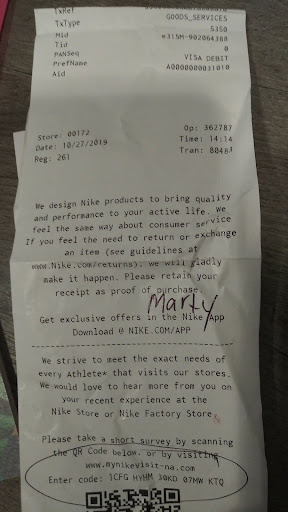 TxRef
TxType GOODS_SERVICES
Mid 5350
Tid e315M-902064388
PANSeq 0
PrefName VISA DEBIT
Aid A0000000031010
Store: 00172 Op: 362787
Date: 10/27/2019 Time: 14:14
Reg: 261 Tran: 8048
We design Nike products to bring quality
and performance to your active life. We
feel the same way about consumer service
If you feel the need to return or exchange
an item (see guidelines at
www.Nike.com/returns), we will gladly
make it happen. Please retain your
receipt as proof of purchase.
Marty
Get exclusive offers in the Nike App
Download @ NIKE.COM/APP
We strive to meet the exact needs of
every Athlete* that visits our stores.
We would love to hear more from you on
your recent experience at the
Nike Store or Nike Factory Store
Please take a short survey by scanning
the QR Code below. or by visiting
www.mynikevisit-na.com
Enter code: 1CFG HVHM 30KD 07MW KTQ